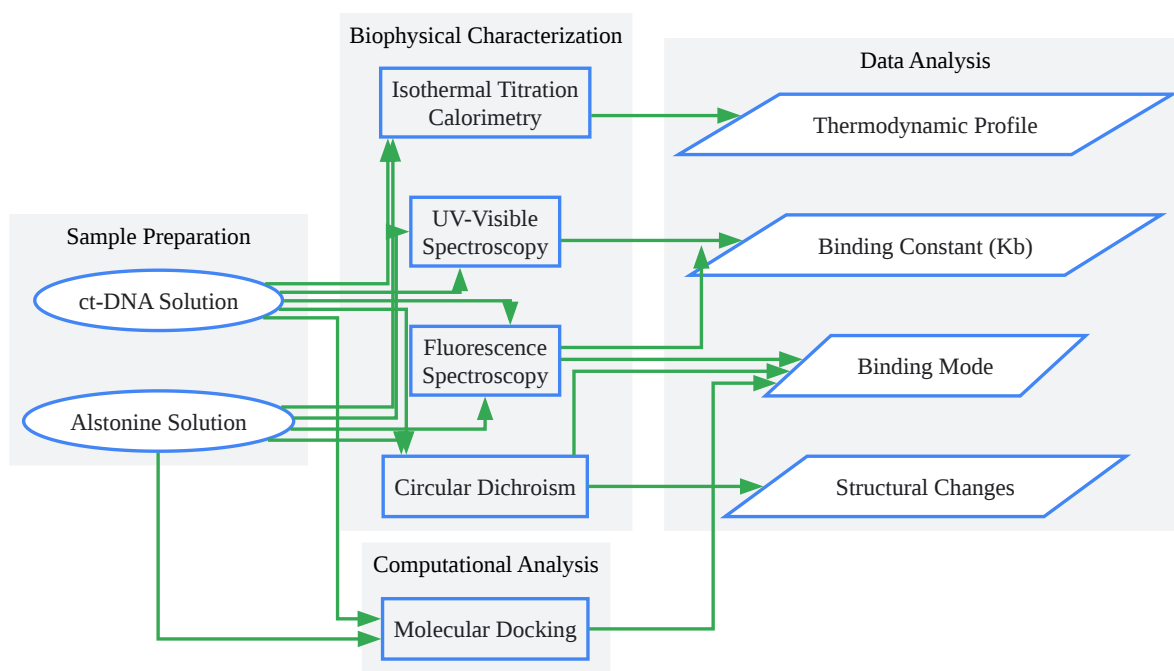 Sample Preparation
ct-DNA Solution
Alstonine Solution
Biophysical Characterization
Isothermal Titration
Calorimetry
UV-Visible
Spectroscopy
Fluorescence
Spectroscopy
Circular Dichroism
Computational Analysis
Molecular Docking
Data Analysis
Thermodynamic Profile
Binding Constant (Kb)
Binding Mode
Structural Changes